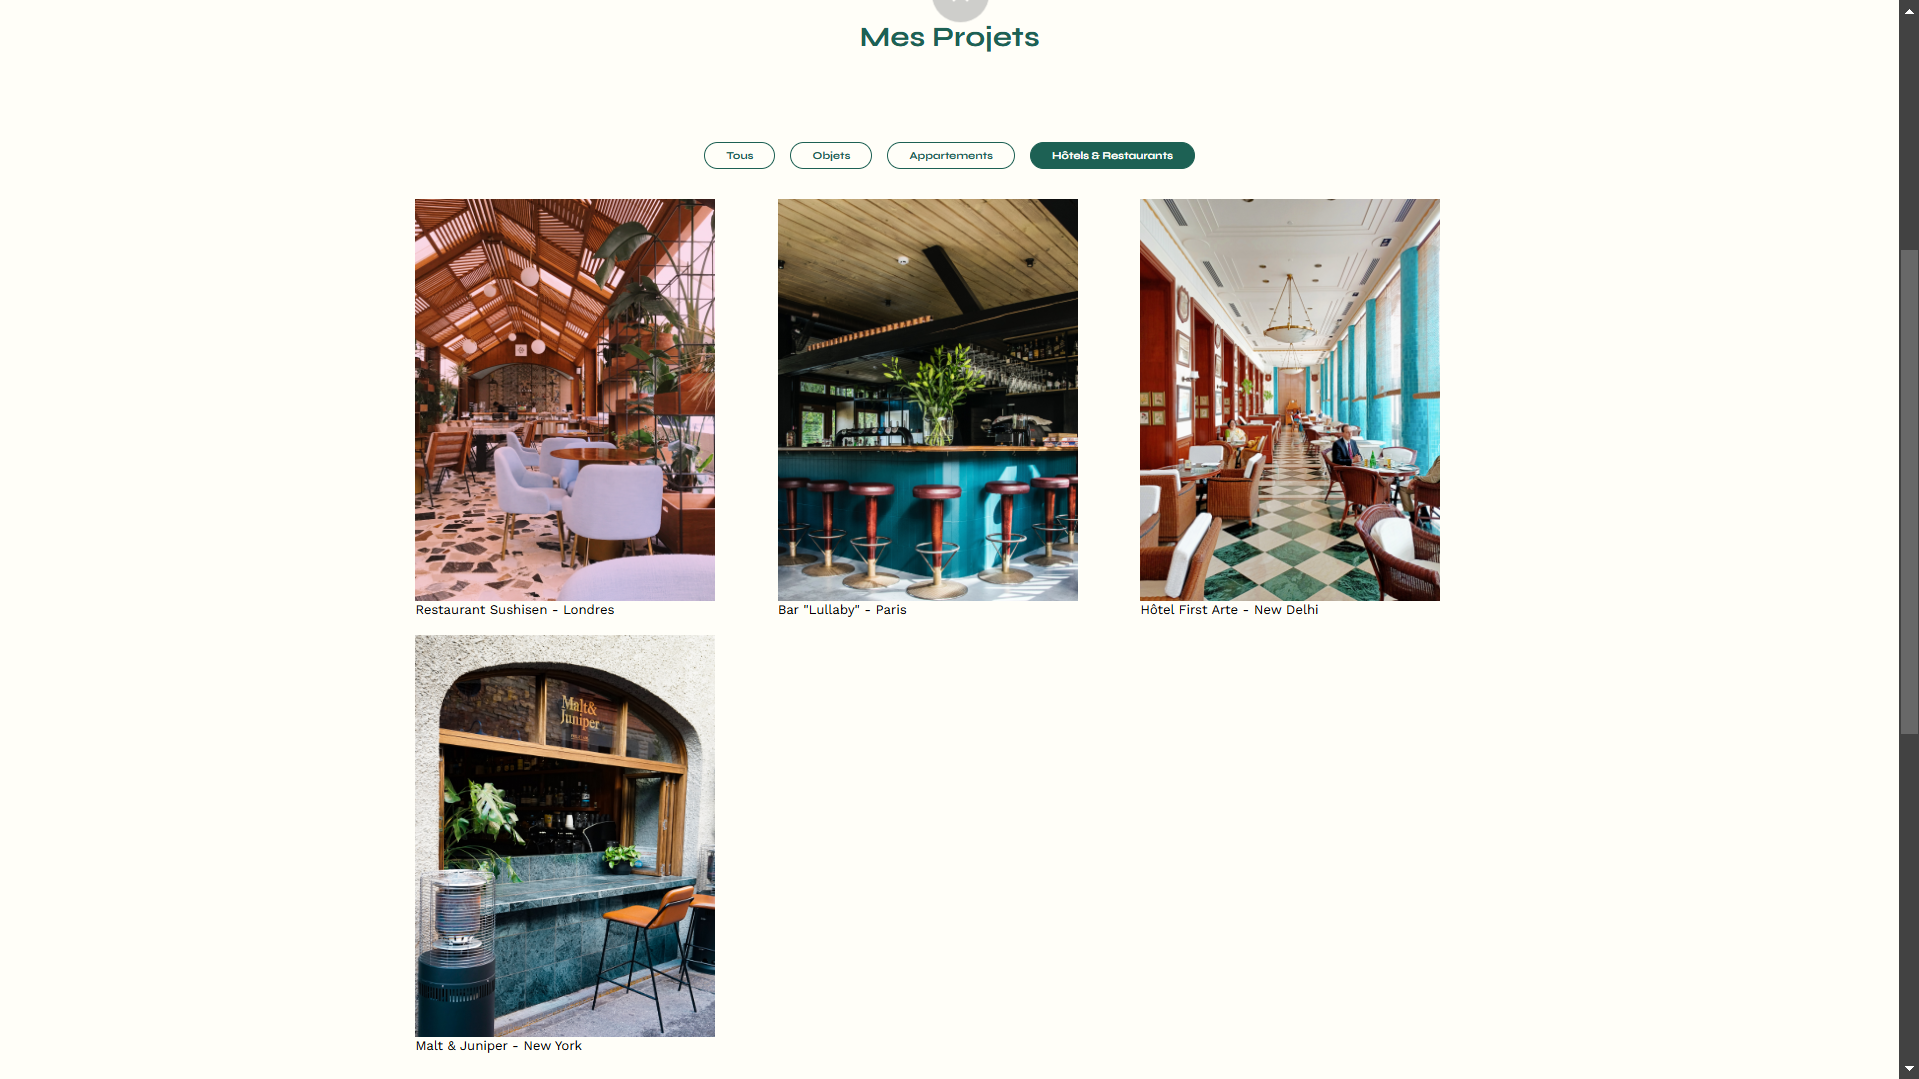 Mes Projets
Tous
Objets
Appartements
Hôtels & Restaurants
Restaurant Sushisen - Londres
Bar "Lullaby" - Paris
Hôtel First Arte - New Delhi
Malt&
Juniper
Malt & Juniper - New York